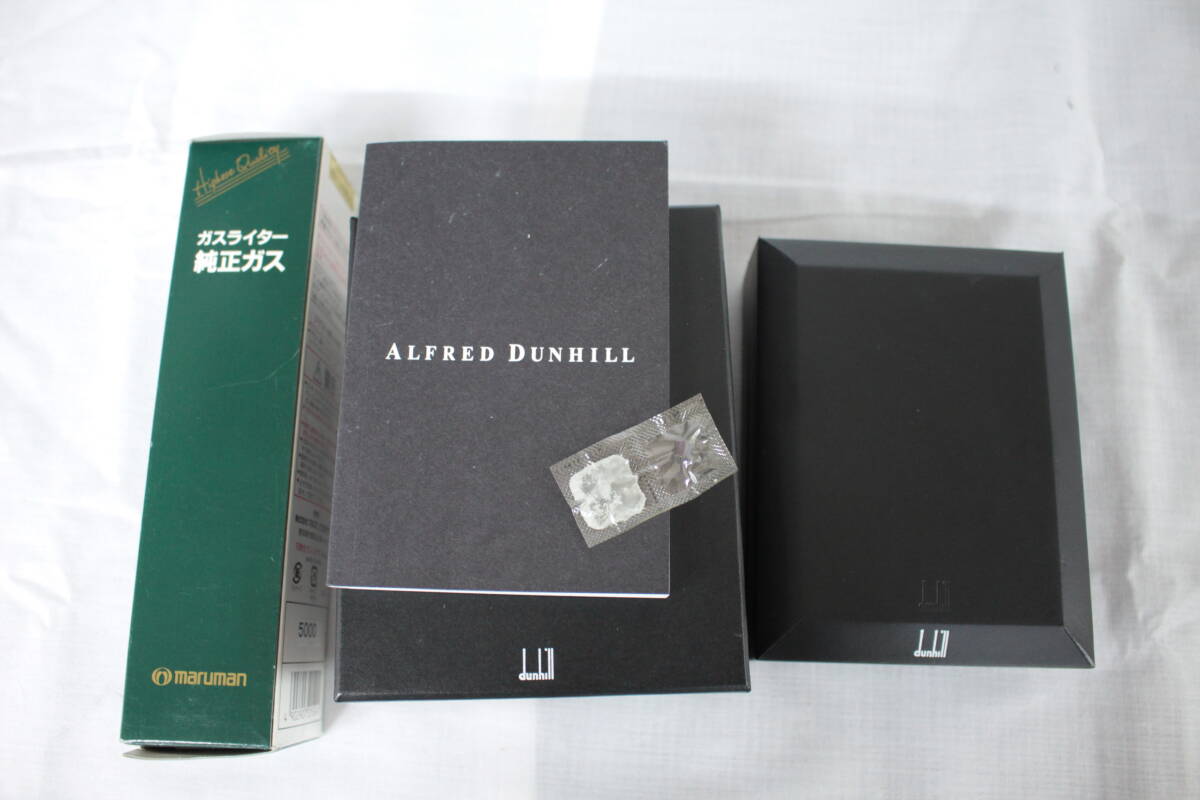 Highest Quality
ガスライター
純正ガス
maruman
5000
ALFRED DUNHILL
dunhill
dunhill